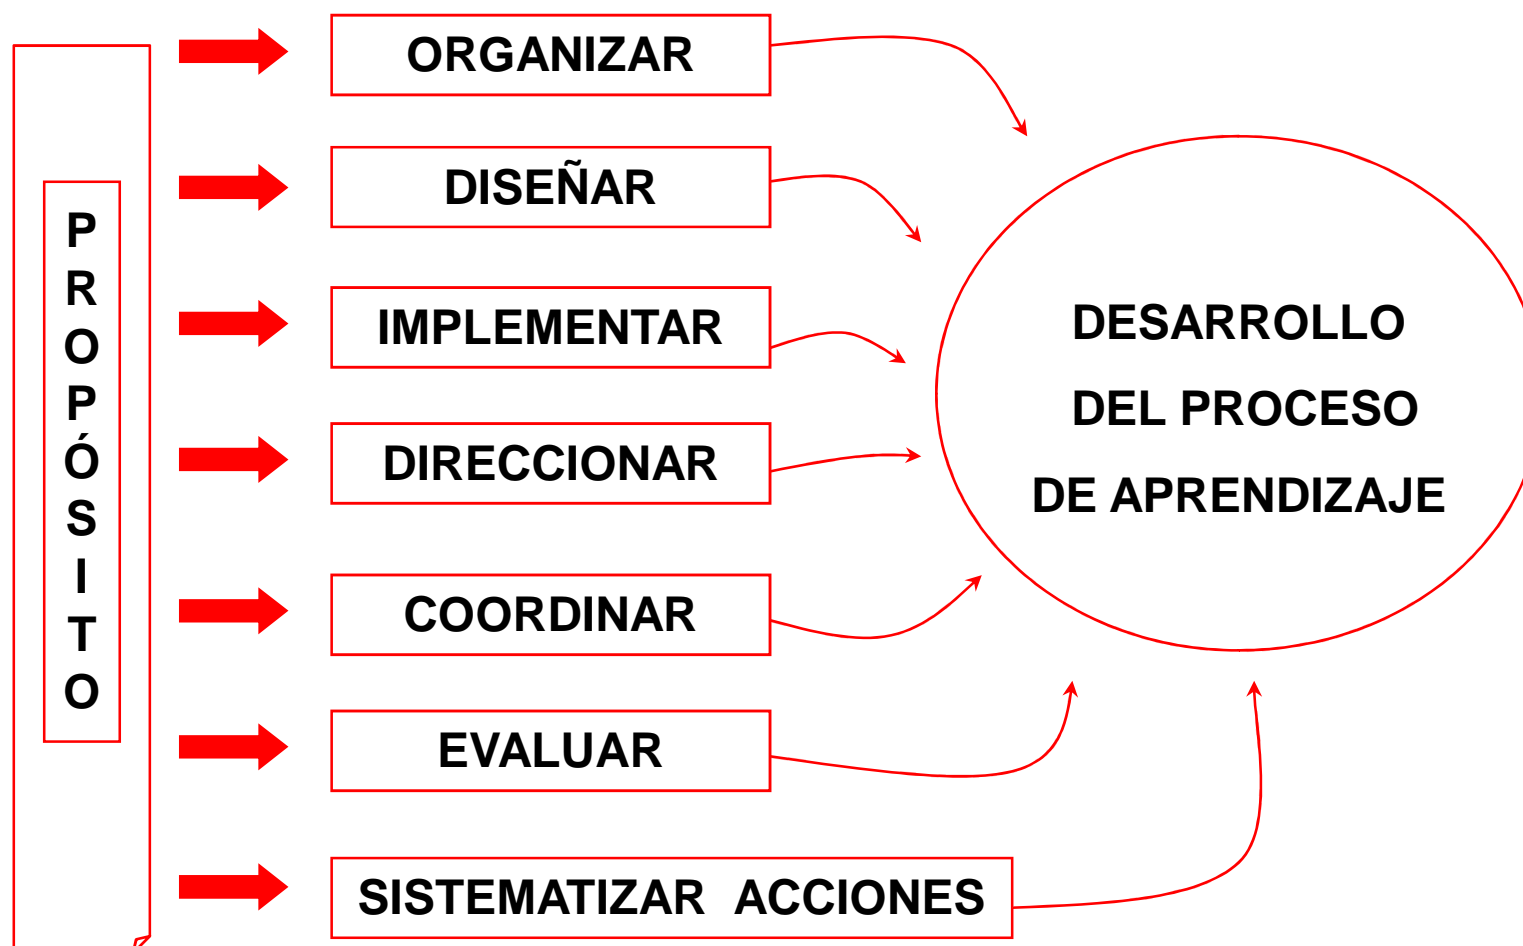 PROPÓSITO
ORGANIZAR
DISEÑAR
IMPLEMENTAR
DIRECCIONAR
COORDINAR
EVALUAR
SISTEMATIZAR ACCIONES
DESARROLLO
DEL PROCESO
DE APRENDIZAJE